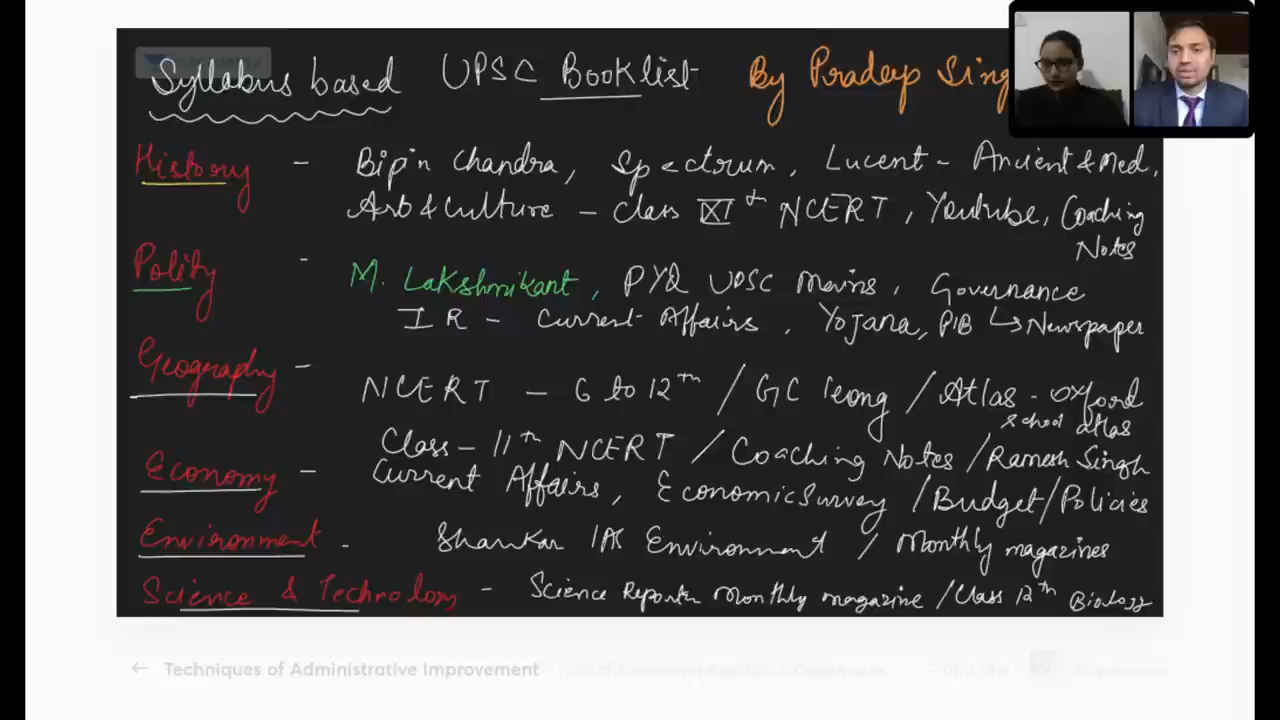 Syllabus based UPSC Booklist By Pradeep Sing
History - Bipin Chandra, Spectrum, Lucent - Ancient & Med,
Art & Culture - Class XI th NCERT, Youtube, Coaching
Notes
Polity - M. Lakshmikant, PYQ UPSC Mains, Governance
IR - Current Affairs, Yojana, PIB ↳ Newspaper
Geography - NCERT - 6 to 12th / GC leong / Atlas - Oxford
School atlas
Class - 11th NCERT / Coaching Notes / Ramesh Singh
Economy - Current Affairs, Economic Survey / Budget / Policies
Environment - Shankar IAS Environment / Monthly magazines
Science & Technology - Science Reporter Monthly magazine / Class 12th Biology
← Techniques of Administrative Improvement